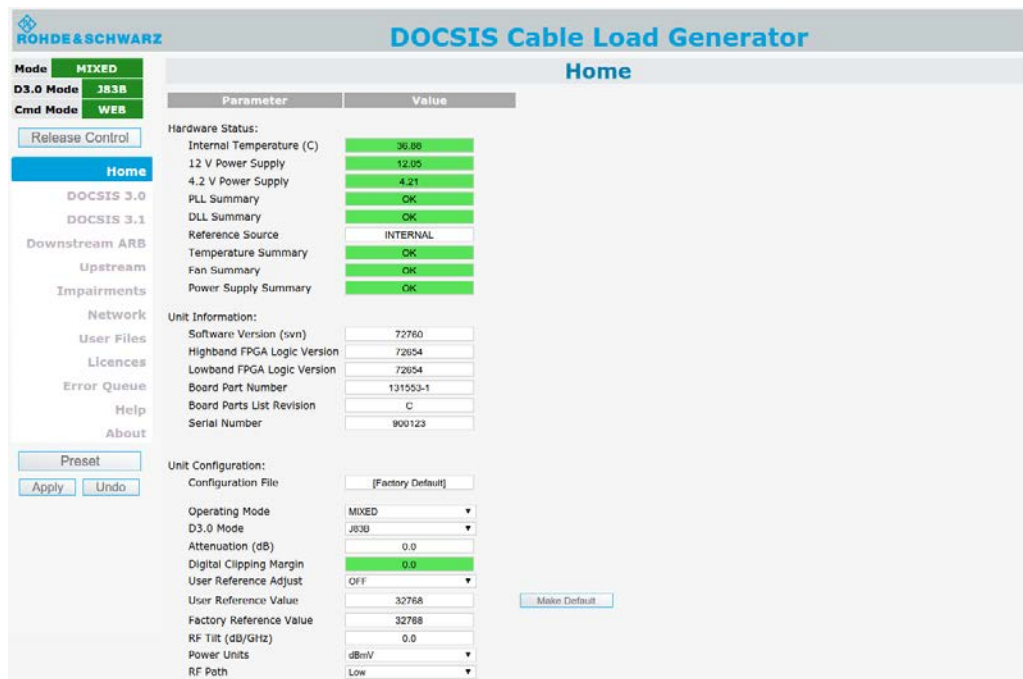 ROHDE&SCHWARZ
DOCSIS Cable Load Generator
Mode MIXED
D3.0 Mode J83B
Cmd Mode WEB
Release Control
Home
DOCSIS 3.0
DOCSIS 3.1
Downstream ARB
Upstream
Impairments
Network
User Files
Licences
Error Queue
Help
About
Preset
Apply Undo
Home
Parameter Value
Hardware Status:
Internal Temperature (C) 36.88
12 V Power Supply 12.05
4.2 V Power Supply 4.21
PLL Summary OK
DLL Summary OK
Reference Source INTERNAL
Temperature Summary OK
Fan Summary OK
Power Supply Summary OK
Unit Information:
Software Version (svn) 72760
Highband FPGA Logic Version 72654
Lowband FPGA Logic Version 72654
Board Part Number 131553-1
Board Parts List Revision C
Serial Number 900123
Unit Configuration:
Configuration File [Factory Default]
Operating Mode MIXED
D3.0 Mode J83B
Attenuation (dB) 0.0
Digital Clipping Margin 0.0
User Reference Adjust OFF
User Reference Value 32768 Make Default
Factory Reference Value 32768
RF Tilt (dB/GHz) 0.0
Power Units dBmV
RF Path Low